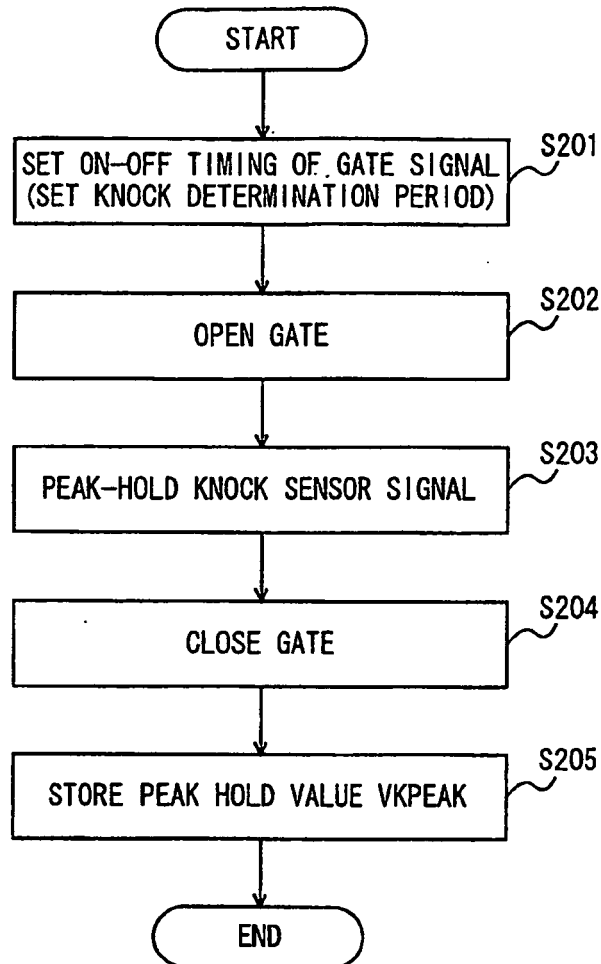 START
SET ON-OFF TIMING OF GATE SIGNAL
(SET KNOCK DETERMINATION PERIOD)
S201
OPEN GATE
S202
PEAK-HOLD KNOCK SENSOR SIGNAL
S203
CLOSE GATE
S204
STORE PEAK HOLD VALUE VKPEAK
S205
END